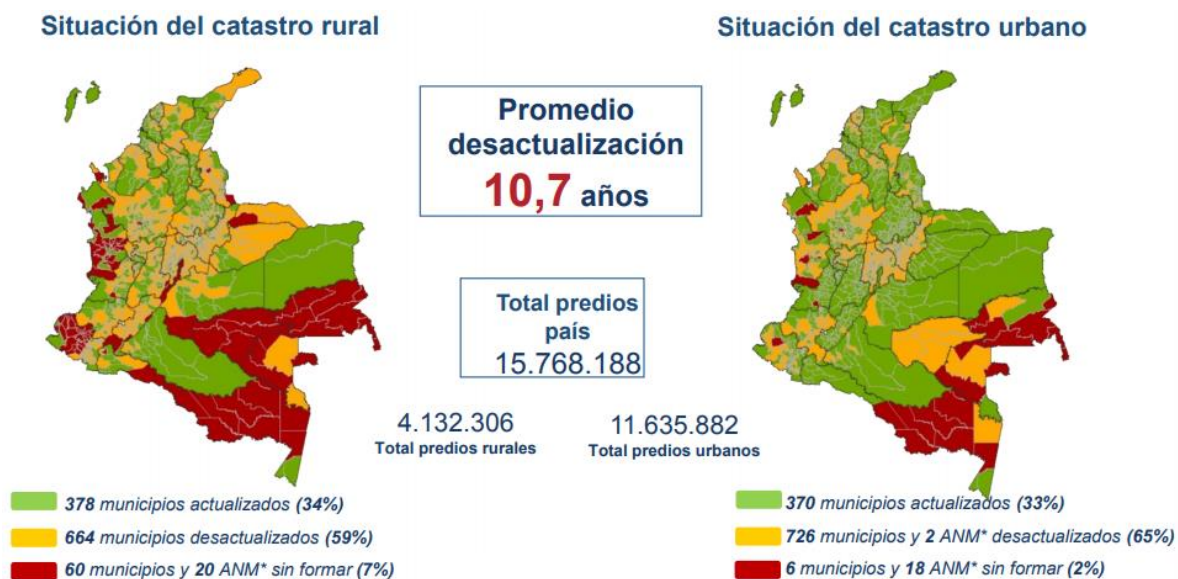 Situación del catastro rural
Situación del catastro urbano
Promedio
desactualización
10,7 años
Total predios
país
15.768.188
4.132.306
Total predios rurales
11.635.882
Total predios urbanos
378 municipios actualizados (34%)
664 municipios desactualizados (59%)
60 municipios y 20 ANM* sin formar (7%)
370 municipios actualizados (33%)
726 municipios y 2 ANM* desactualizados (65%)
6 municipios y 18 ANM* sin formar (2%)